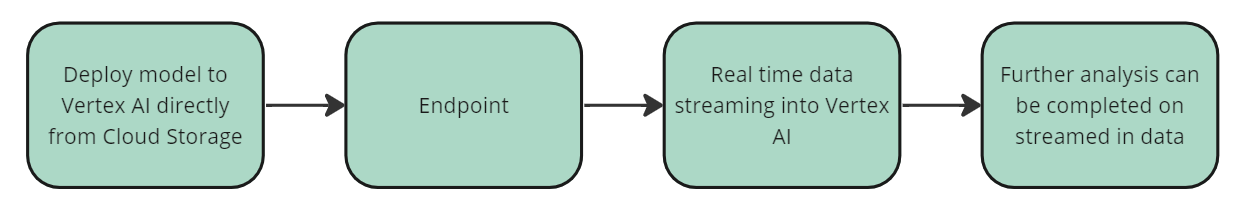 Deploy model to
Vertex AI directly
from Cloud Storage
Endpoint
Real time data
streaming into Vertex
AI
Further analysis can
be completed on
streamed in data